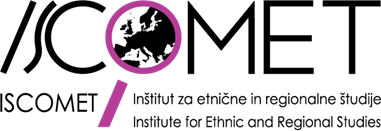 ISCOMET
ISCOMET Inštitut za etnične in regionalne študije
Institute for Ethnic and Regional Studies